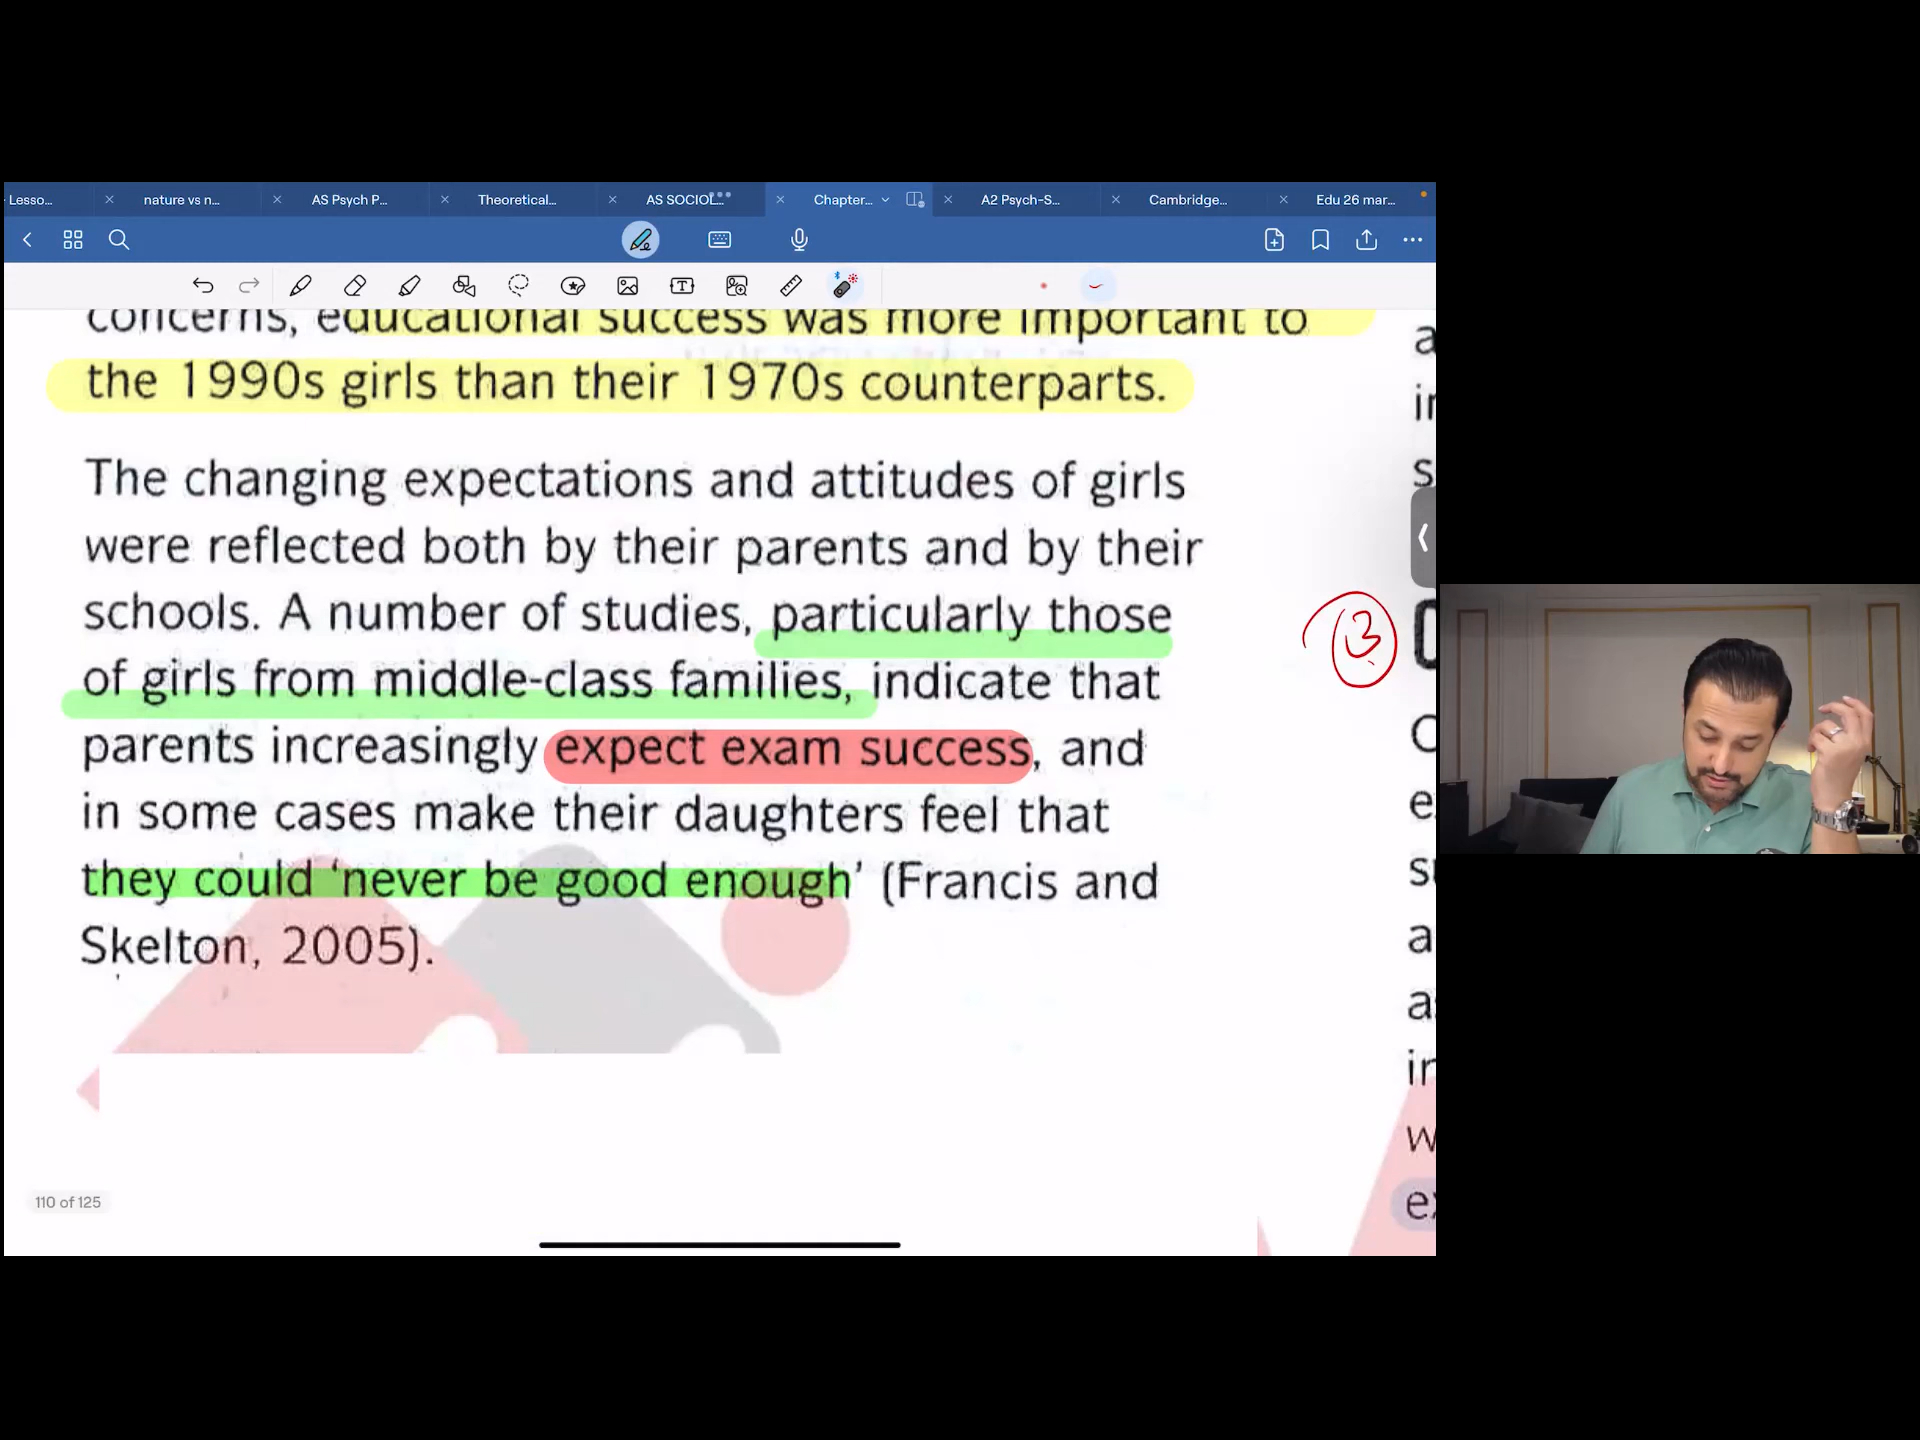 Lesso...
nature vs n...
AS Psych P...
Theoretical...
AS SOCIOL...
Chapter...
A2 Psych-S...
Cambridge...
Edu 26 mar...
concerns, educational success was more important to
the 1990s girls than their 1970s counterparts.
The changing expectations and attitudes of girls
were reflected both by their parents and by their
schools. A number of studies, particularly those
of girls from middle-class families, indicate that
parents increasingly expect exam success, and
in some cases make their daughters feel that
they could ‘never be good enough’ (Francis and
Skelton, 2005).
110 of 125